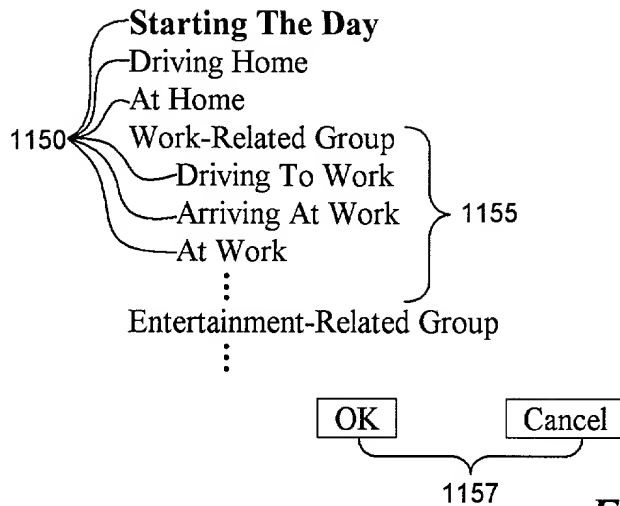 Starting The Day
Driving Home
At Home
1150
Work-Related Group
Driving To Work
Arriving At Work
1155
At Work
Entertainment-Related Group
OK Cancel
1157